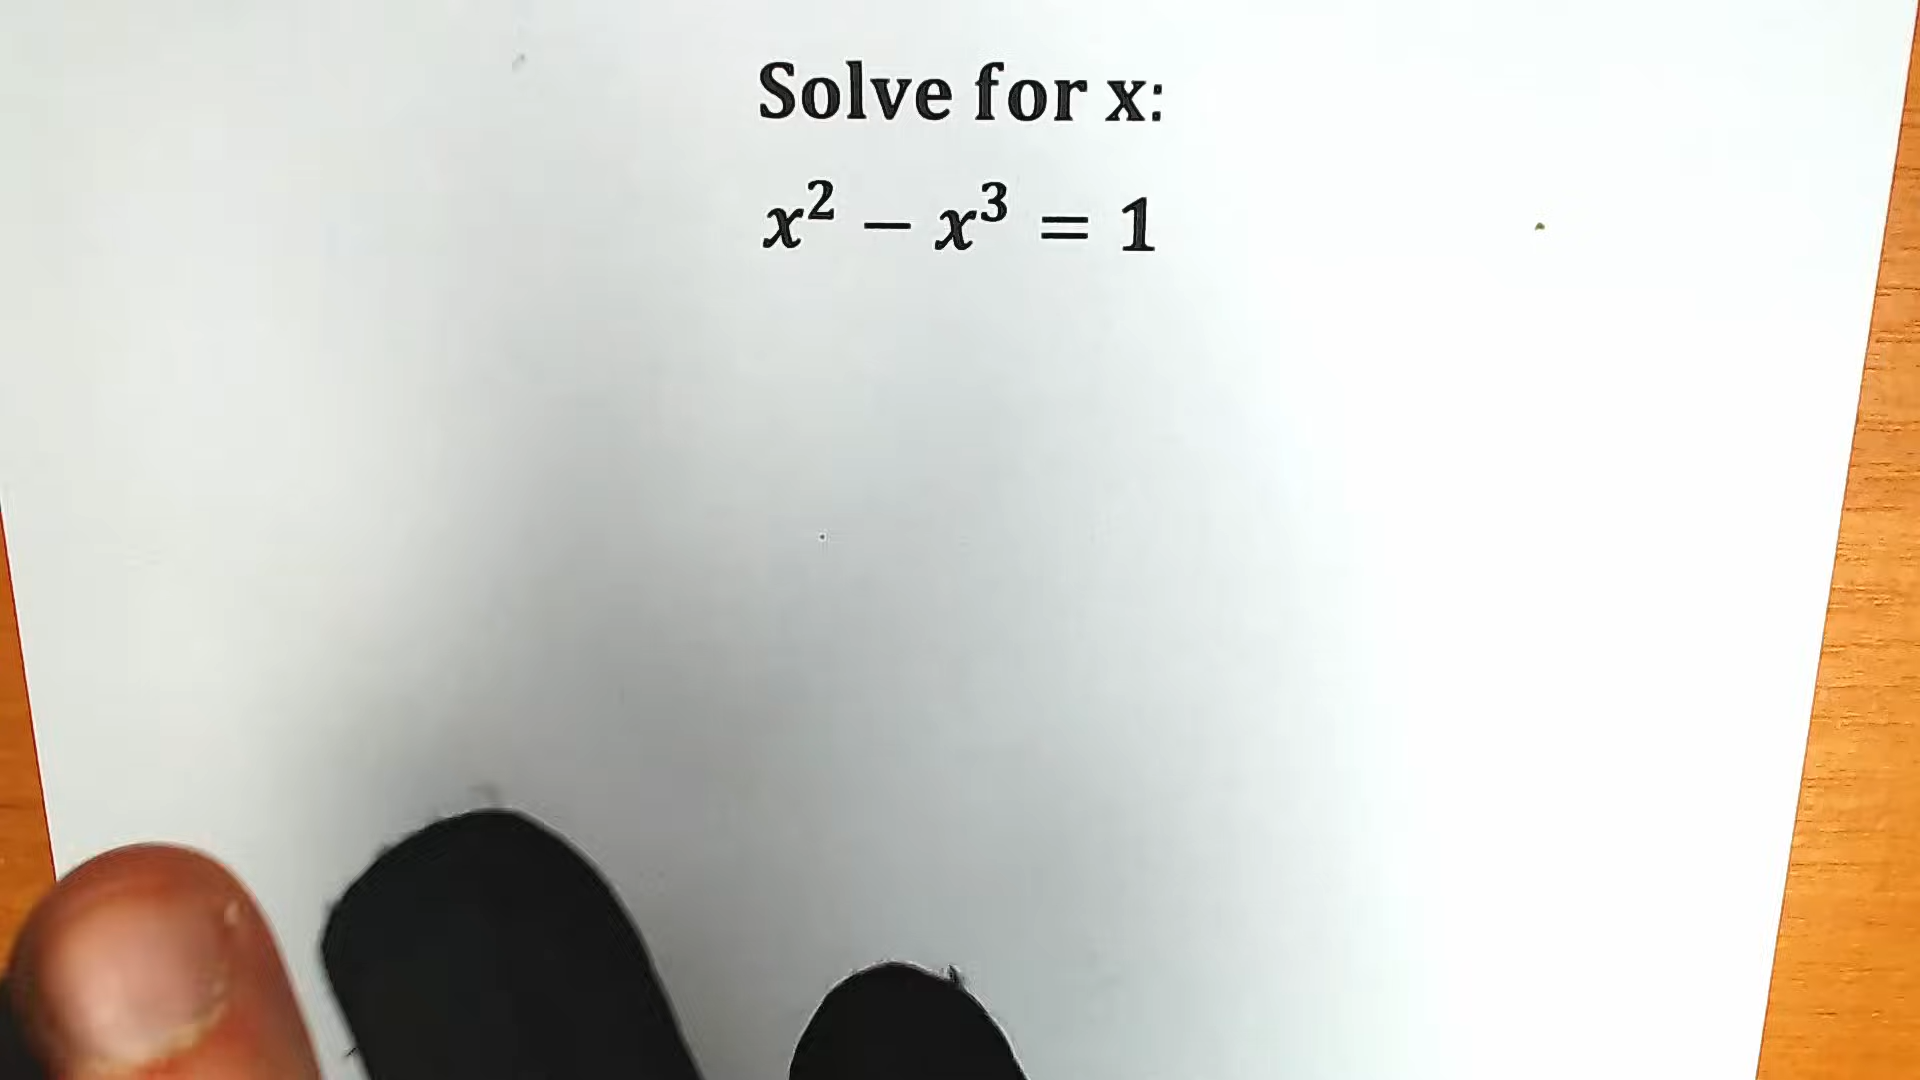 Solve for x:
x² − x³ = 1